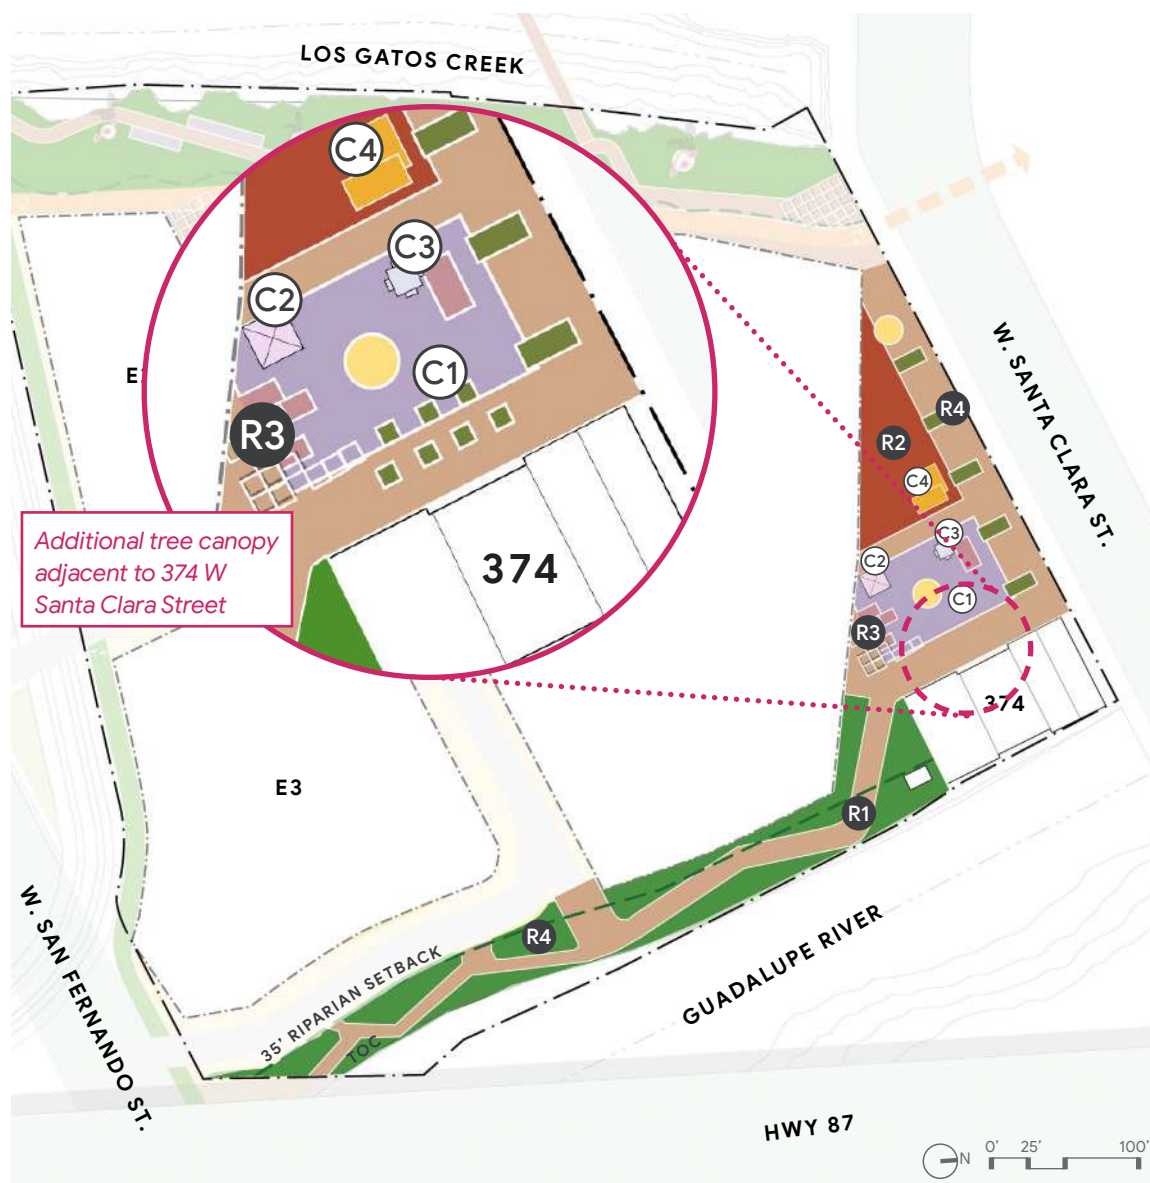 LOS GATOS CREEK
C4
C3
C2
C1
R3
E
374
Additional tree canopy
adjacent to 374 W
Santa Clara Street
W. SANTA CLARA ST.
R4
R2
C4
C3
C2
C1
R3
374
R1
E3
R4
35' RIPARIAN SETBACK
TOC
GUADALUPE RIVER
W. SAN FERNANDO ST.
HWY 87
N
0' 25' 100'